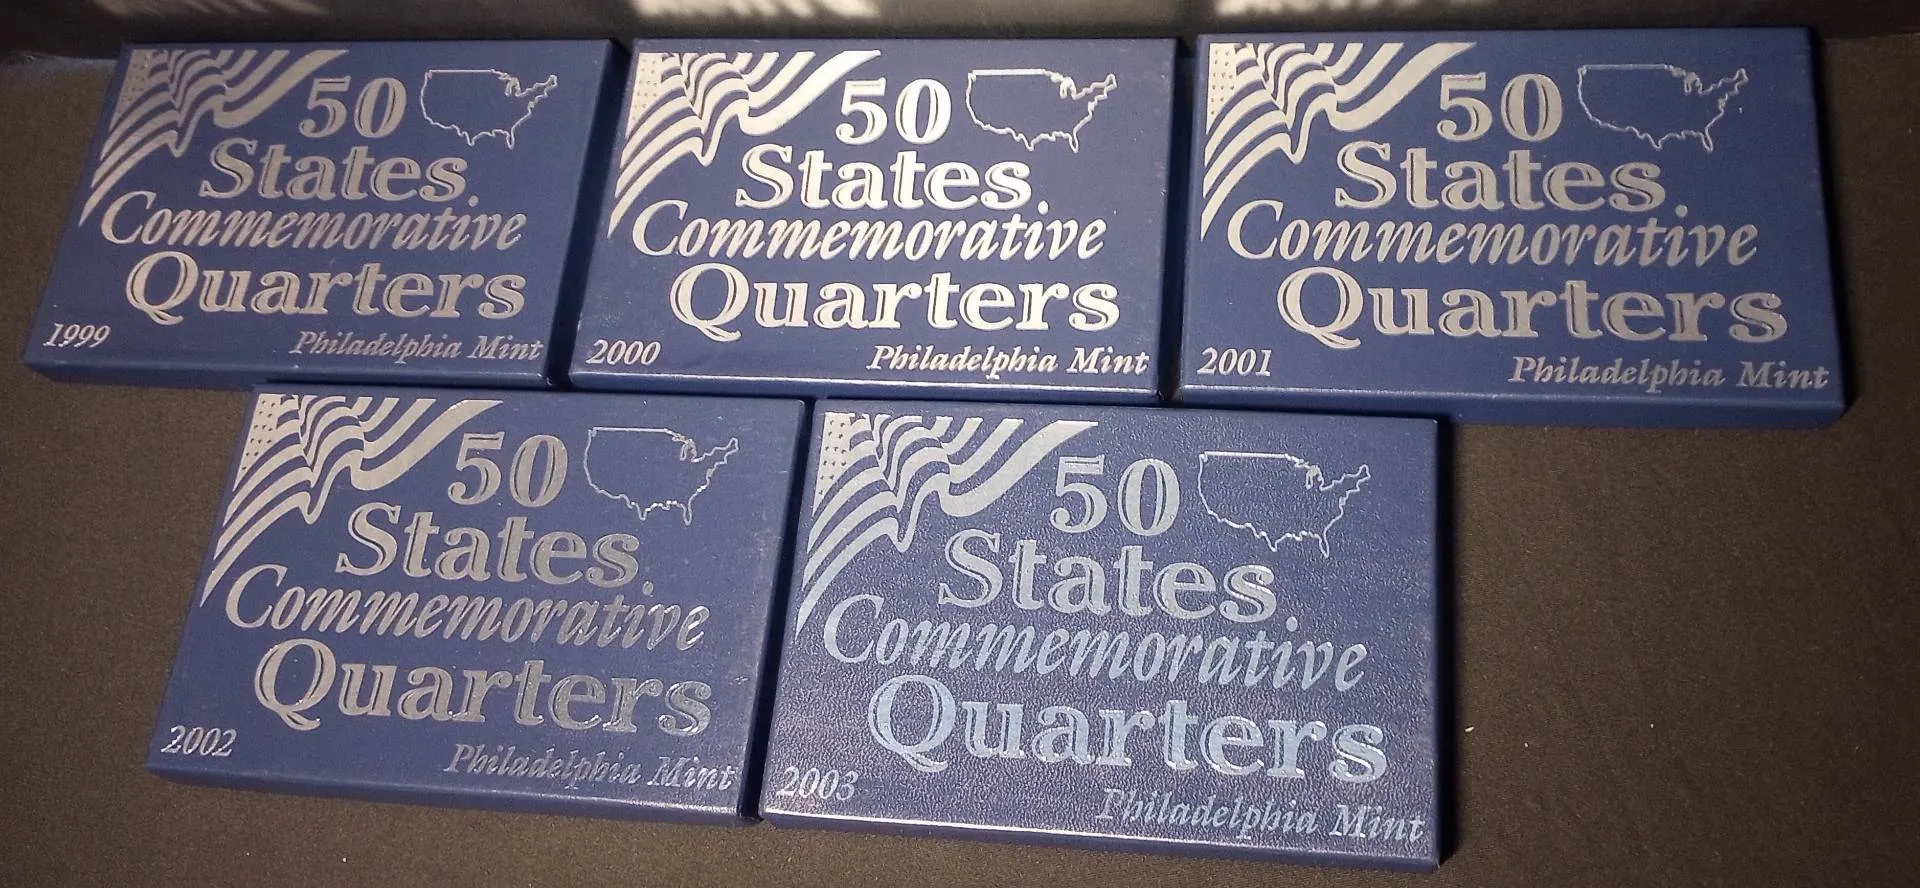 50
States
Commemorative
Quarters
1999 Philadelphia Mint
50
States
Commemorative
Quarters
2000 Philadelphia Mint
50
States
Commemorative
Quarters
2001 Philadelphia Mint
50
States
Commemorative
Quarters
2002 Philadelphia Mint
50
States
Commemorative
Quarters
2003 Philadelphia Mint